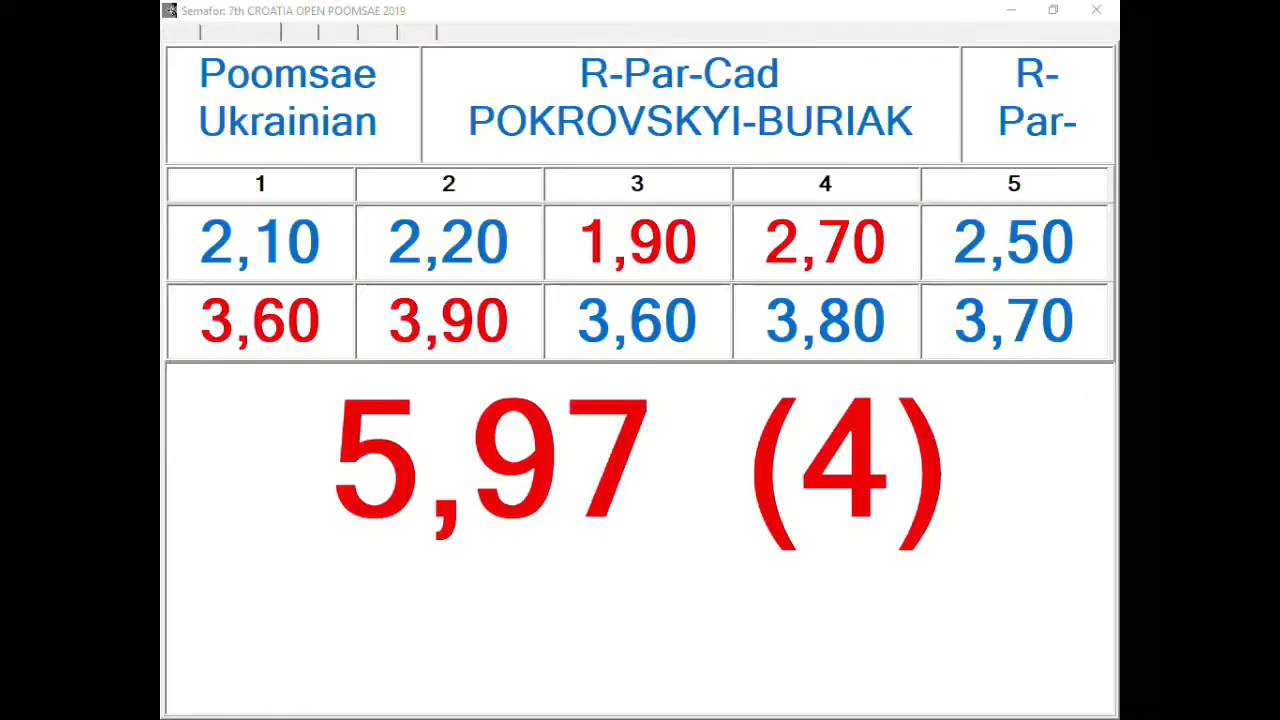 Semafor: 7th CROATIA OPEN POOMSAE 2019
Poomsae
Ukrainian
R-Par-Cad
POKROVSKYI-BURIAK
R-
Par-
1 2 3 4 5
2,10 2,20 1,90 2,70 2,50
3,60 3,90 3,60 3,80 3,70
5,97 (4)